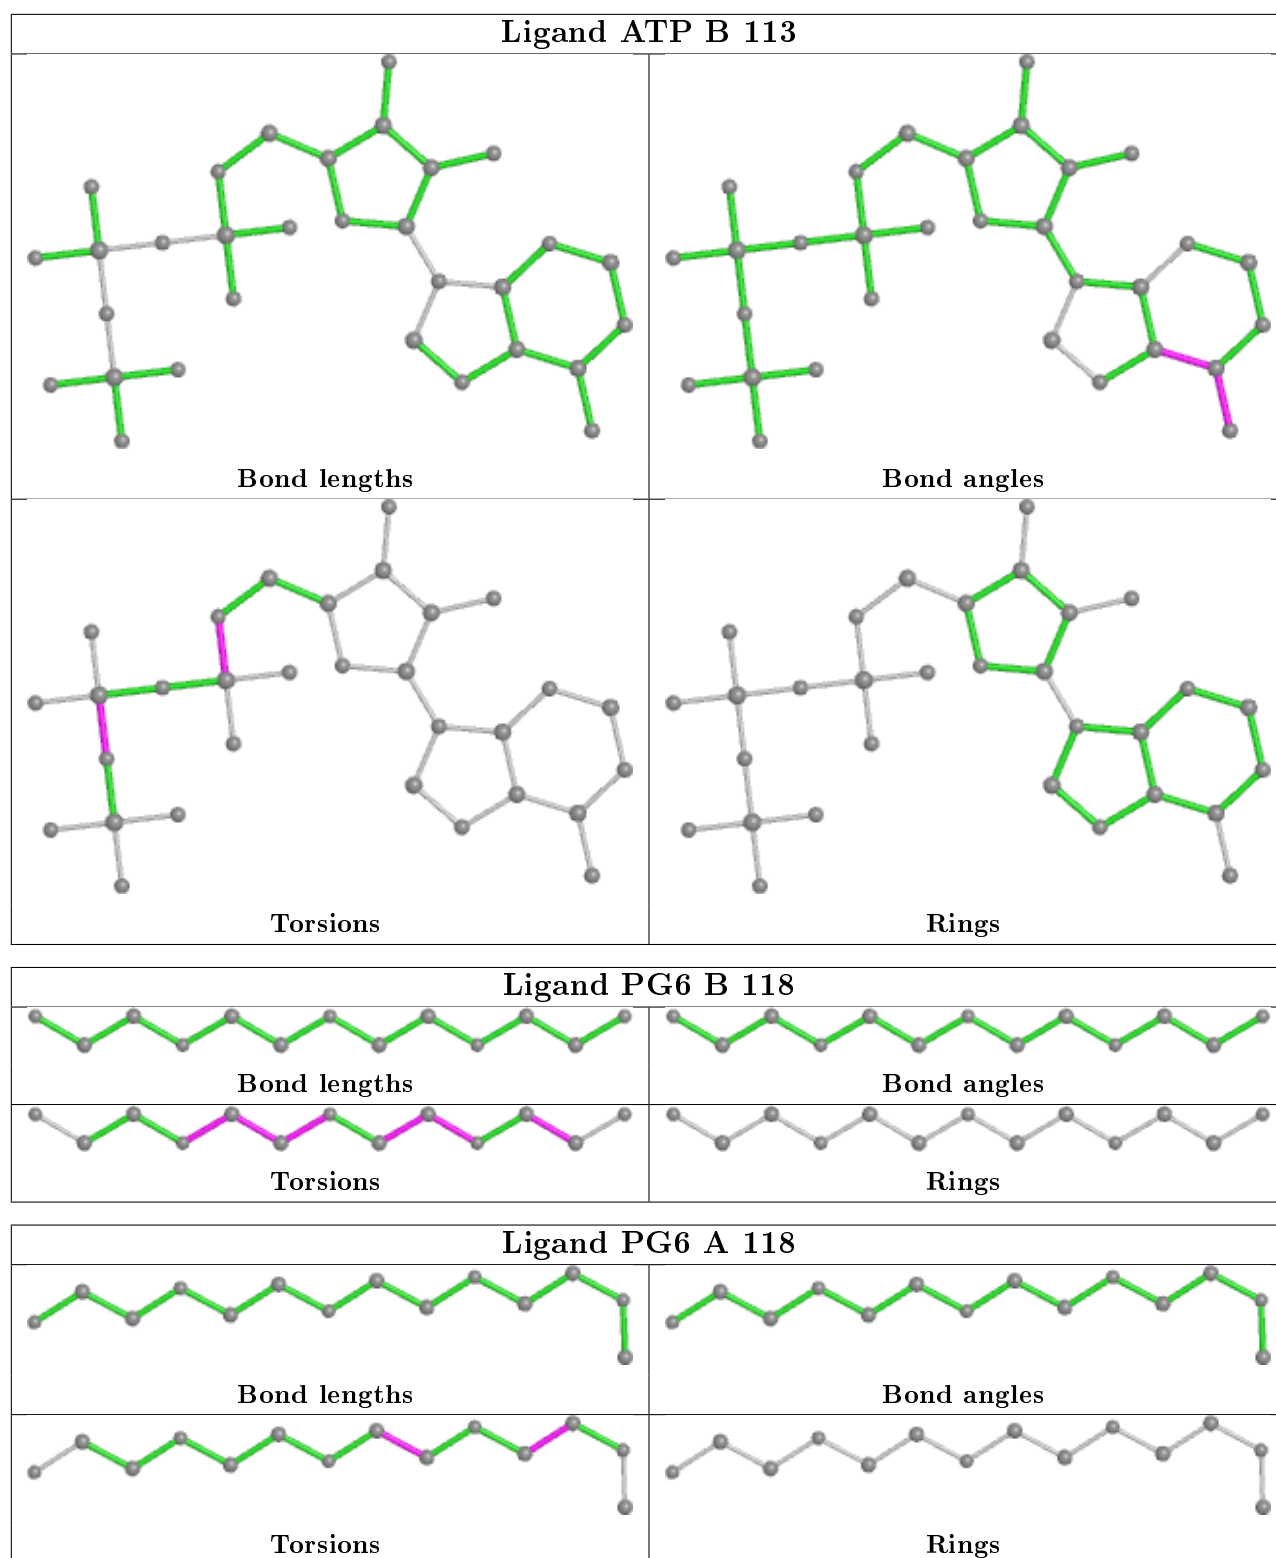 Ligand ATP B 113
Bond lengths
Bond angles
Torsions
Rings
Ligand PG6 B 118
Bond lengths
Bond angles
Torsions
Rings
Ligand PG6 A 118
Bond lengths
Bond angles
Torsions
Rings